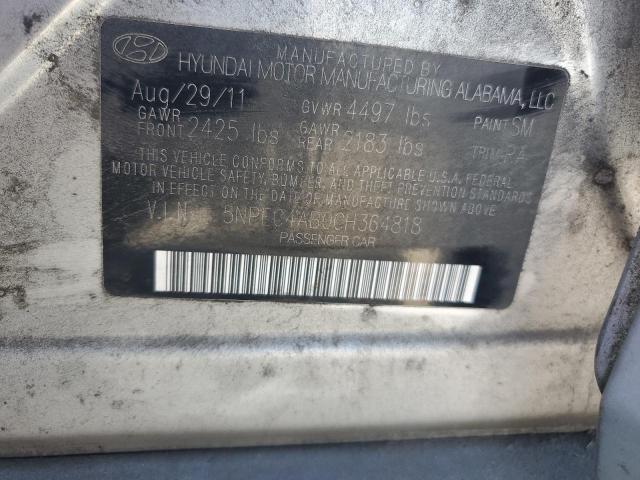 MANUFACTURED BY
HYUNDAI MOTOR MANUFACTURING ALABAMA, LLC
Aug/29/11 GVWR 4497 lbs PAINT: SM
GAWR FRONT 2425 lbs GAWR REAR 2183 lbs TRIM: RA
THIS VEHICLE CONFORMS TO ALL APPLICABLE U.S.A. FEDERAL
MOTOR VEHICLE SAFETY, BUMPER, AND THEFT PREVENTION STANDARDS
IN EFFECT ON THE DATE OF MANUFACTURE SHOWN ABOVE.
V.I.N
PASSENGER CAR